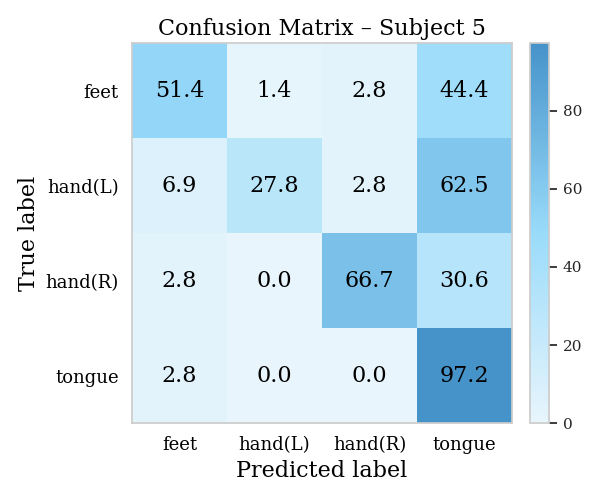 Confusion Matrix – Subject 5
True label
feet 51.4 1.4 2.8 44.4
hand(L) 6.9 27.8 2.8 62.5
hand(R) 2.8 0.0 66.7 30.6
tongue 2.8 0.0 0.0 97.2
feet hand(L) hand(R) tongue
Predicted label
80
60
40
20
0